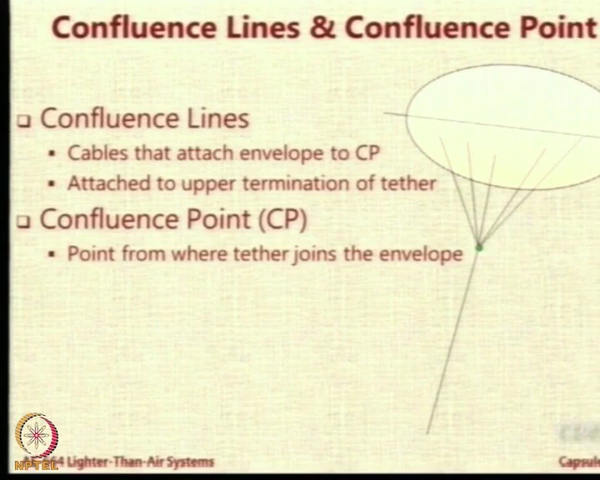 Confluence Lines & Confluence Point
Confluence Lines
Cables that attach envelope to CP
Attached to upper termination of tether
Confluence Point (CP)
Point from where tether joins the envelope
NPTEL
Lighter-Than-Air Systems
Capsule